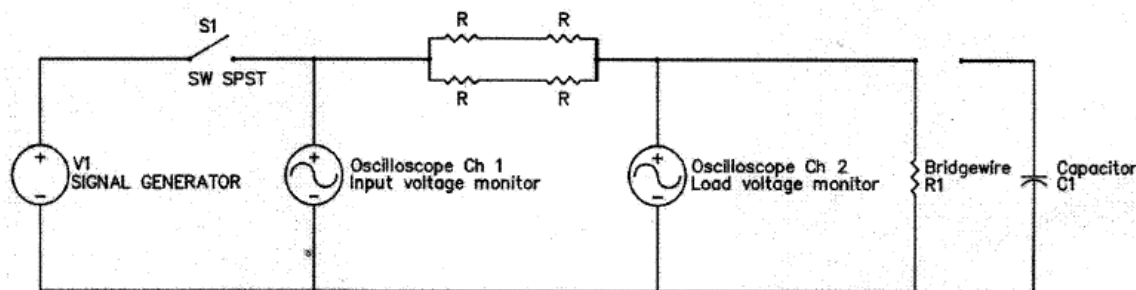 S1
SW SPST
R
R
R
R
V1
SIGNAL GENERATOR
Oscilloscope Ch 1
Input voltage monitor
Oscilloscope Ch 2
Load voltage monitor
Bridgewire
R1
Capacitor
C1